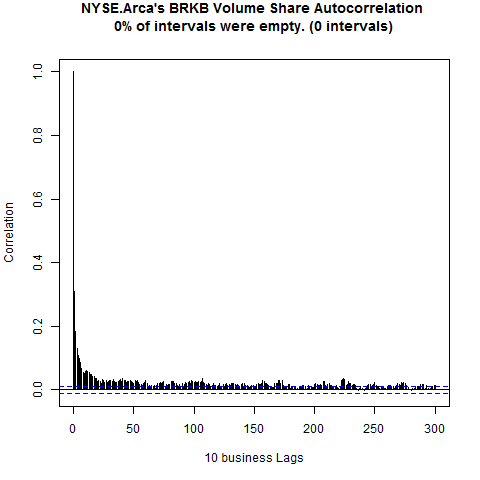 NYSE.Arca's BRKB Volume Share Autocorrelation
0% of intervals were empty. (0 intervals)
Correlation
1.0
0.8
0.6
0.4
0.2
0.0
0 50 100 150 200 250 300
10 business Lags